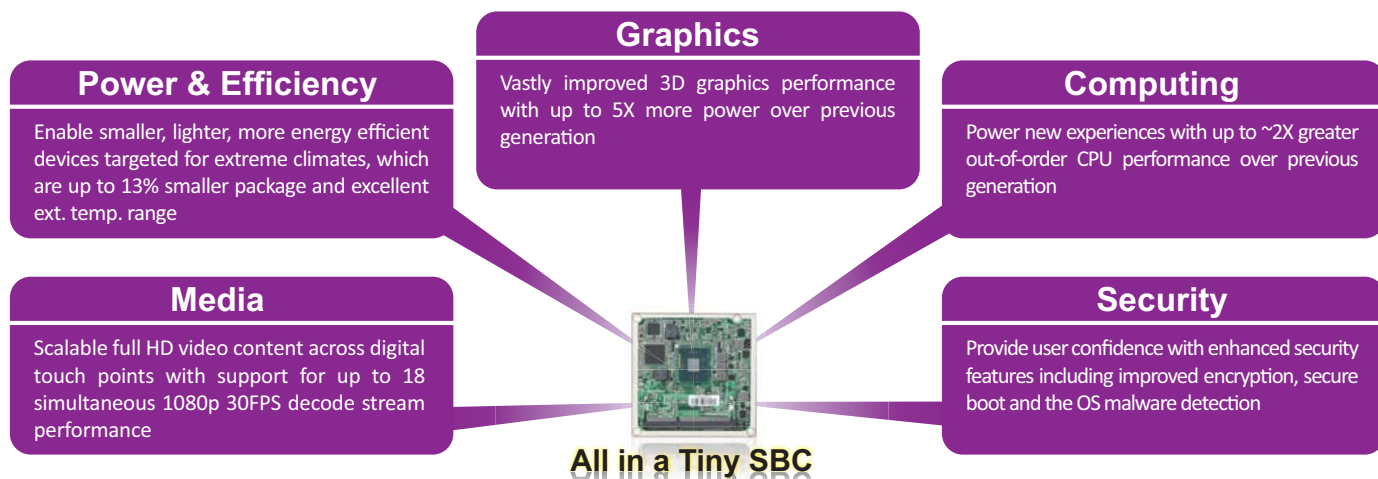 Graphics
Vastly improved 3D graphics performance
with up to 5X more power over previous
generation
Power & Efficiency
Enable smaller, lighter, more energy efficient
devices targeted for extreme climates, which
are up to 13% smaller package and excellent
ext. temp. range
Computing
Power new experiences with up to ~2X greater
out-of-order CPU performance over previous
generation
Media
Scalable full HD video content across digital
touch points with support for up to 18
simultaneous 1080p 30FPS decode stream
performance
Security
Provide user confidence with enhanced security
features including improved encryption, secure
boot and the OS malware detection
All in a Tiny SBC